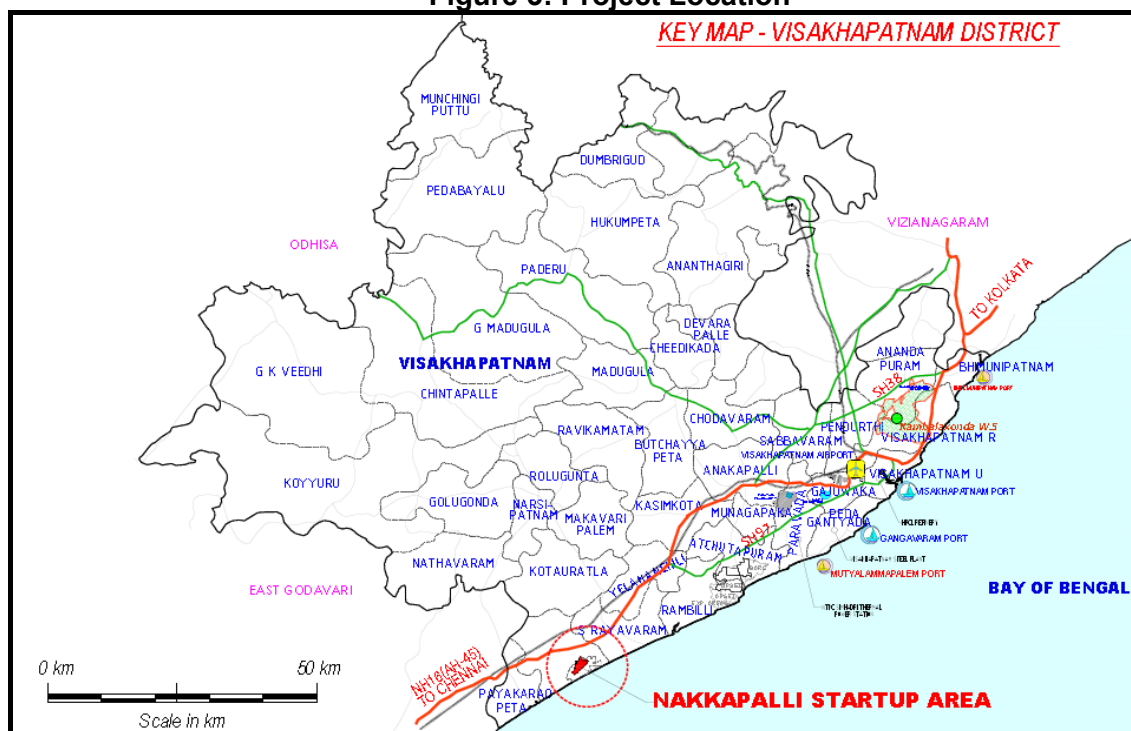 Figure 3: Project Location
KEY MAP - VISAKHAPATNAM DISTRICT
MUNCHINGI
PUTTU
DUMBRIGUD
PEDABAYALU
HUKUMPETA
VIZIANAGARAM
ODHISA
PADERU
ANANTHAGIRI
TO KOLKATA
G MADUGULA
DEVARA
PALLE
CHEEDIKADA
ANANDA
PURAM
BHIMUNIPATNAM
VISAKHAPATNAM
G K VEEDHI
MADUGULA
CHINTAPALLE
SH38
CHODAVARAM
PENDURTHI
Kambalakonda W.S
RAVIKAMATAM
BUTCHAYYA
PETA
SABBAVARAM
VISAKHAPATNAM R
VISAKHAPATNAM AIRPORT
ANAKAPALLI
VISAKHAPATNAM U
ROLUGUNTA
KOYYURU
GOLUGONDA
NARSI
PATNAM
MAKAVARI
PALEM
KASIMKOTA
MUNAGAPAKA
GAJUWAKA
VISAKHAPATNAM PORT
PARAVADA
PEDA
GANTYADA
SH97
GANGAVARAM PORT
ATCHUTAPURAM
NATHAVARAM
KOTAURATLA
YELAMANCHILI
MUTYALAMMAPALEM PORT
EAST GODAVARI
BAY OF BENGAL
RAMBILLI
S RAYAVARAM
0 km
50 km
NH16(AH-45)
TO CHENNAI
PAYAKARAO
PETA
NAKKAPALLI STARTUP AREA
Scale in km